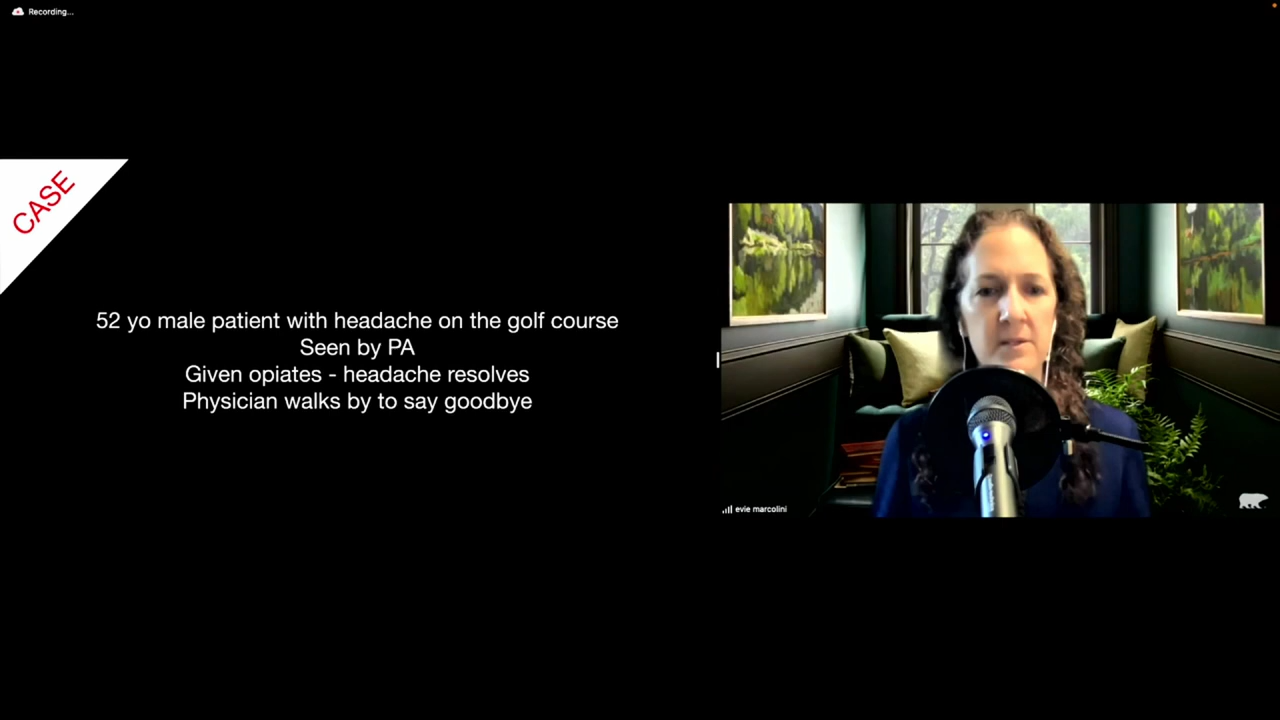 Recording...
CASE
52 yo male patient with headache on the golf course
Seen by PA
Given opiates - headache resolves
Physician walks by to say goodbye
evie marcolini